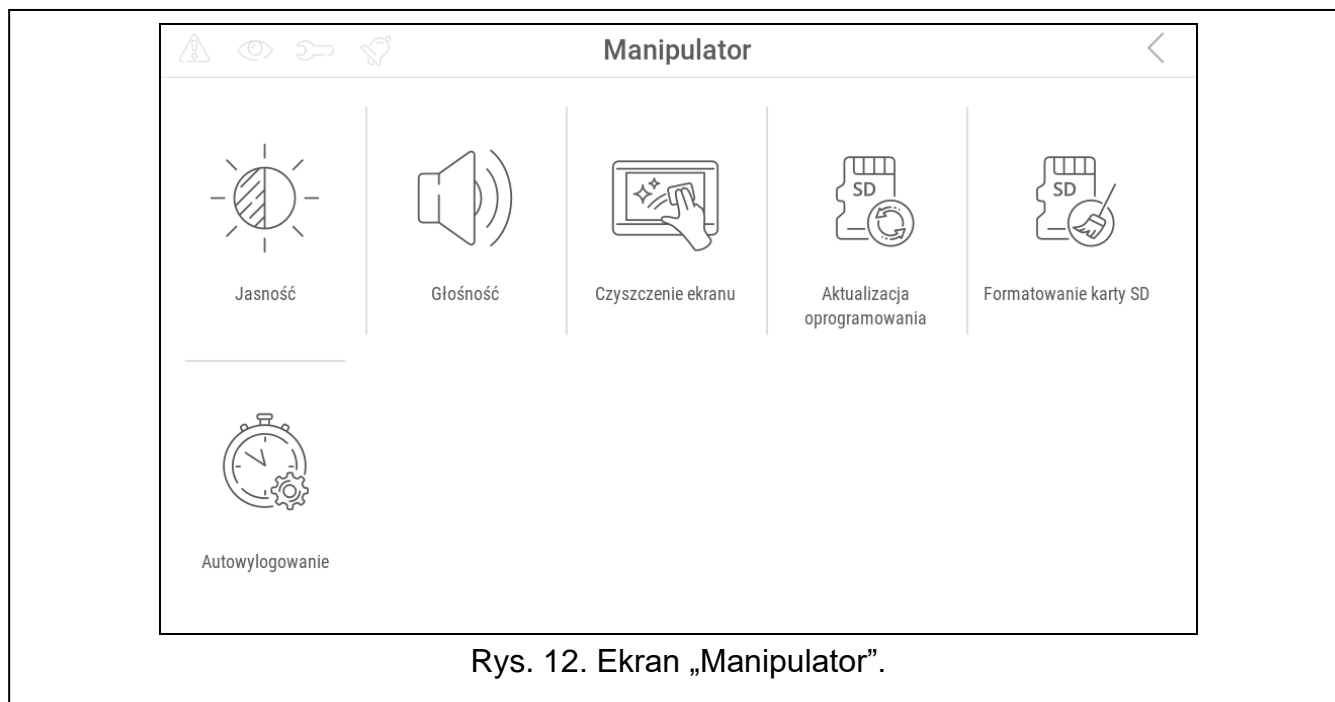 Manipulator
SD
SD
Jasność
Głośność
Czyszczenie ekranu
Aktualizacja
oprogramowania
Formatowanie karty SD
Autowylogowanie
Rys. 12. Ekran „Manipulator”.